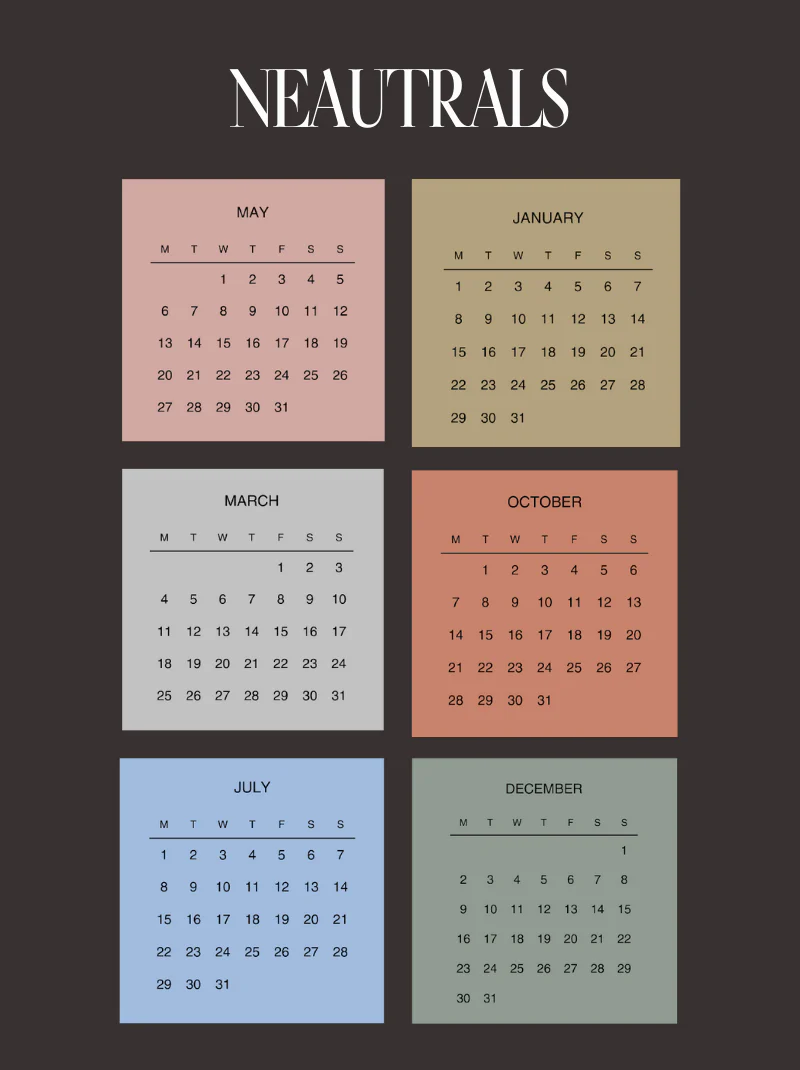 NEAUTRALS
MAY
M T W T F S S
1 2 3 4 5
6 7 8 9 10 11 12
13 14 15 16 17 18 19
20 21 22 23 24 25 26
27 28 29 30 31
JANUARY
M T W T F S S
1 2 3 4 5 6 7
8 9 10 11 12 13 14
15 16 17 18 19 20 21
22 23 24 25 26 27 28
29 30 31
MARCH
M T W T F S S
1 2 3
4 5 6 7 8 9 10
11 12 13 14 15 16 17
18 19 20 21 22 23 24
25 26 27 28 29 30 31
OCTOBER
M T W T F S S
1 2 3 4 5 6
7 8 9 10 11 12 13
14 15 16 17 18 19 20
21 22 23 24 25 26 27
28 29 30 31
JULY
M T W T F S S
1 2 3 4 5 6 7
8 9 10 11 12 13 14
15 16 17 18 19 20 21
22 23 24 25 26 27 28
29 30 31
DECEMBER
M T W T F S S
1
2 3 4 5 6 7 8
9 10 11 12 13 14 15
16 17 18 19 20 21 22
23 24 25 26 27 28 29
30 31